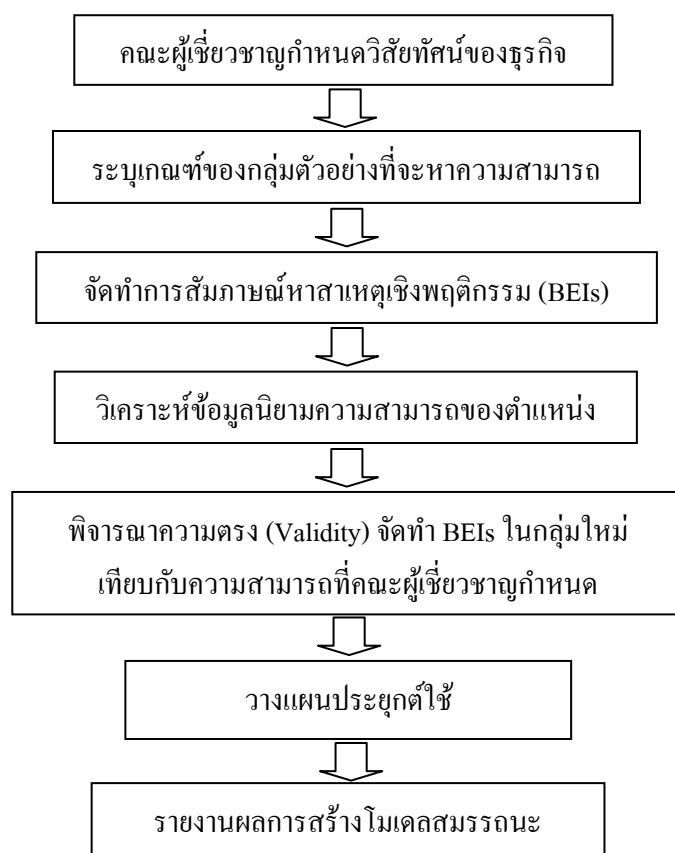 คณะผู้เชี่ยวชาญกำหนดวิสัยทัศน์ของธุรกิจ
ระบุเกณฑ์ของกลุ่มตัวอย่างที่จะหาความสามารถ
จัดทำการสัมภาษณ์หาสาเหตุเชิงพฤติกรรม (BEIs)
วิเคราะห์ข้อมูลนิยามความสามารถของตำแหน่ง
พิจารณาความตรง (Validity) จัดทำ BEIs ในกลุ่มใหม่
เทียบกับความสามารถที่คณะผู้เชี่ยวชาญกำหนด
วางแผนประยุกต์ใช้
รายงานผลการสร้างโมเดลสมรรถนะ